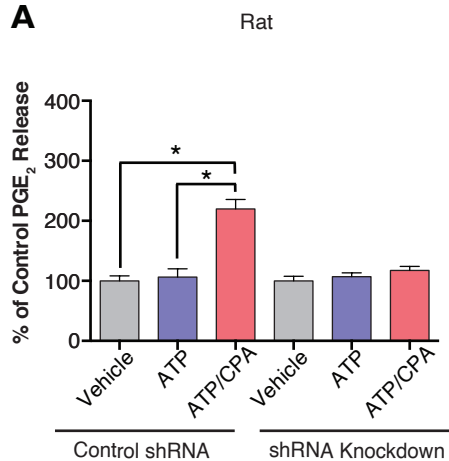 A
Rat
% of Control PGE₂ Release
400
300
200
100
0
*
*
Vehicle
ATP
ATP/CPA
Vehicle
ATP
ATP/CPA
Control shRNA
shRNA Knockdown